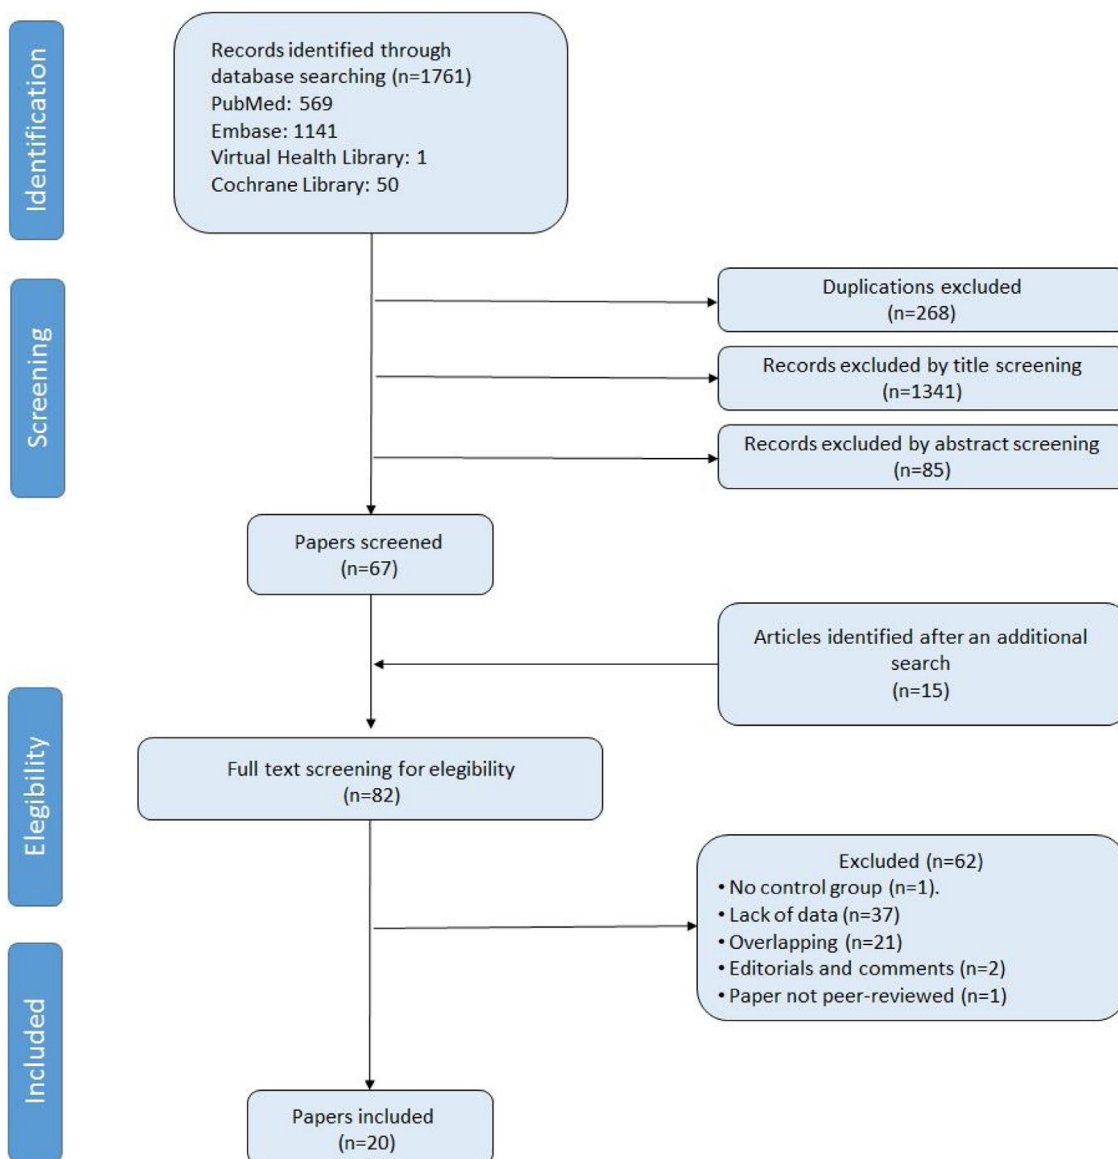 Identification
Records identified through
database searching (n=1761)
PubMed: 569
Embase: 1141
Virtual Health Library: 1
Cochrane Library: 50
Screening
Duplications excluded
(n=268)
Records excluded by title screening
(n=1341)
Records excluded by abstract screening
(n=85)
Papers screened
(n=67)
Articles identified after an additional
search
(n=15)
Elegibility
Full text screening for elegibility
(n=82)
Excluded (n=62)
• No control group (n=1).
• Lack of data (n=37)
• Overlapping (n=21)
• Editorials and comments (n=2)
• Paper not peer-reviewed (n=1)
Included
Papers included
(n=20)